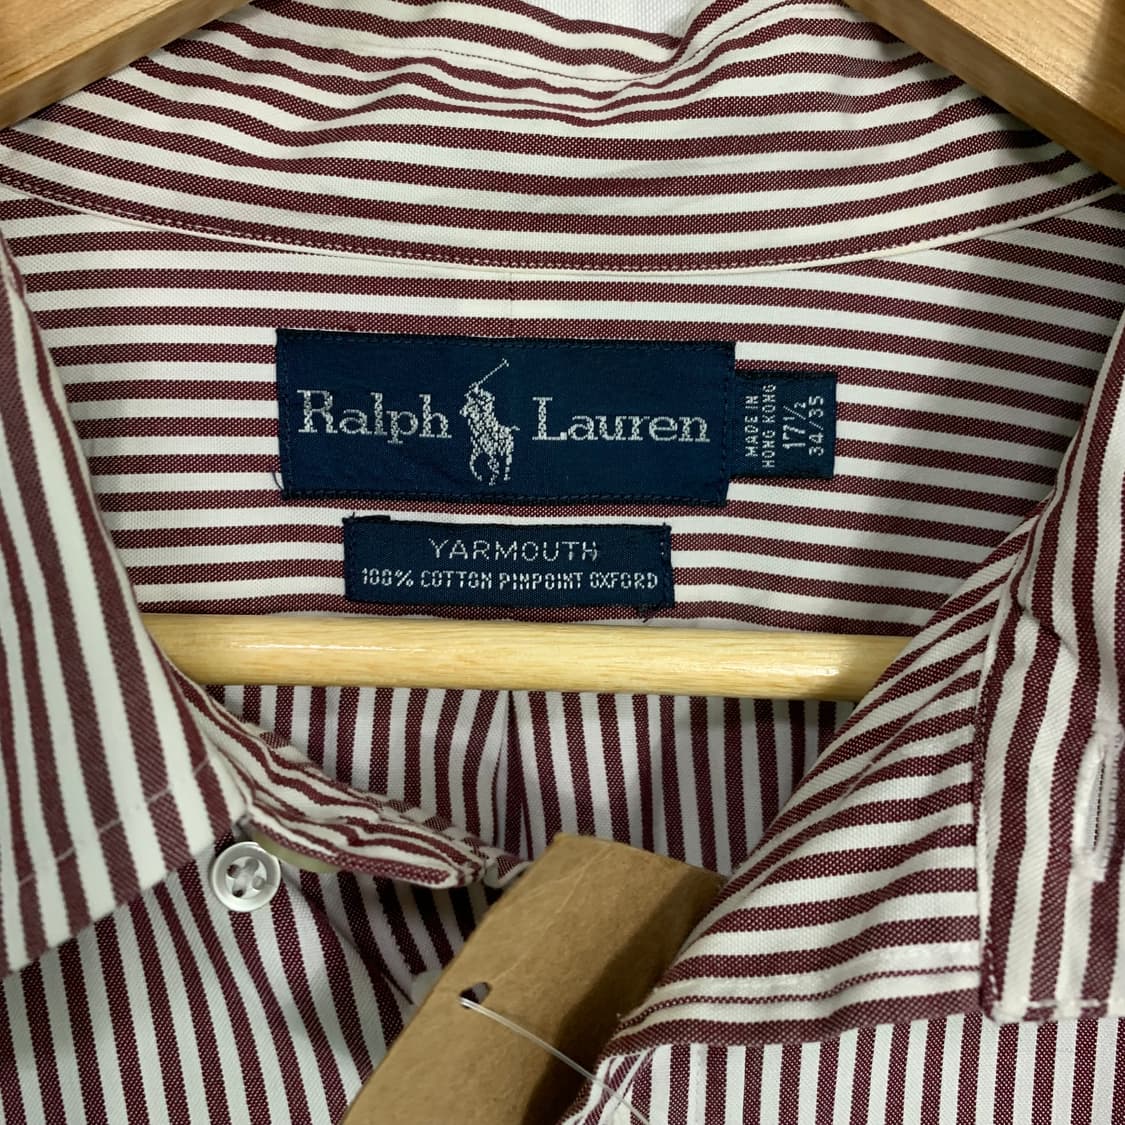 Ralph Lauren
MADE IN
HONG KONG
17½
34/35
YARMOUTH
100% COTTON PINPOINT OXFORD